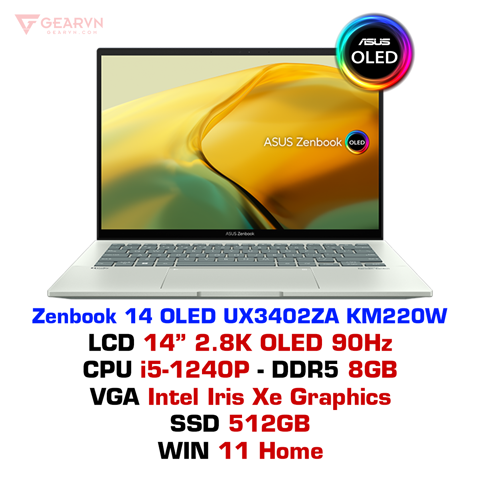 GEARVN
GEARVN.COM
ASUS
OLED
ASUS Zenbook OLED
ASUS Zenbook
Zenbook 14 OLED UX3402ZA KM220W
LCD 14” 2.8K OLED 90Hz
CPU i5-1240P - DDR5 8GB
VGA Intel Iris Xe Graphics
SSD 512GB
WIN 11 Home